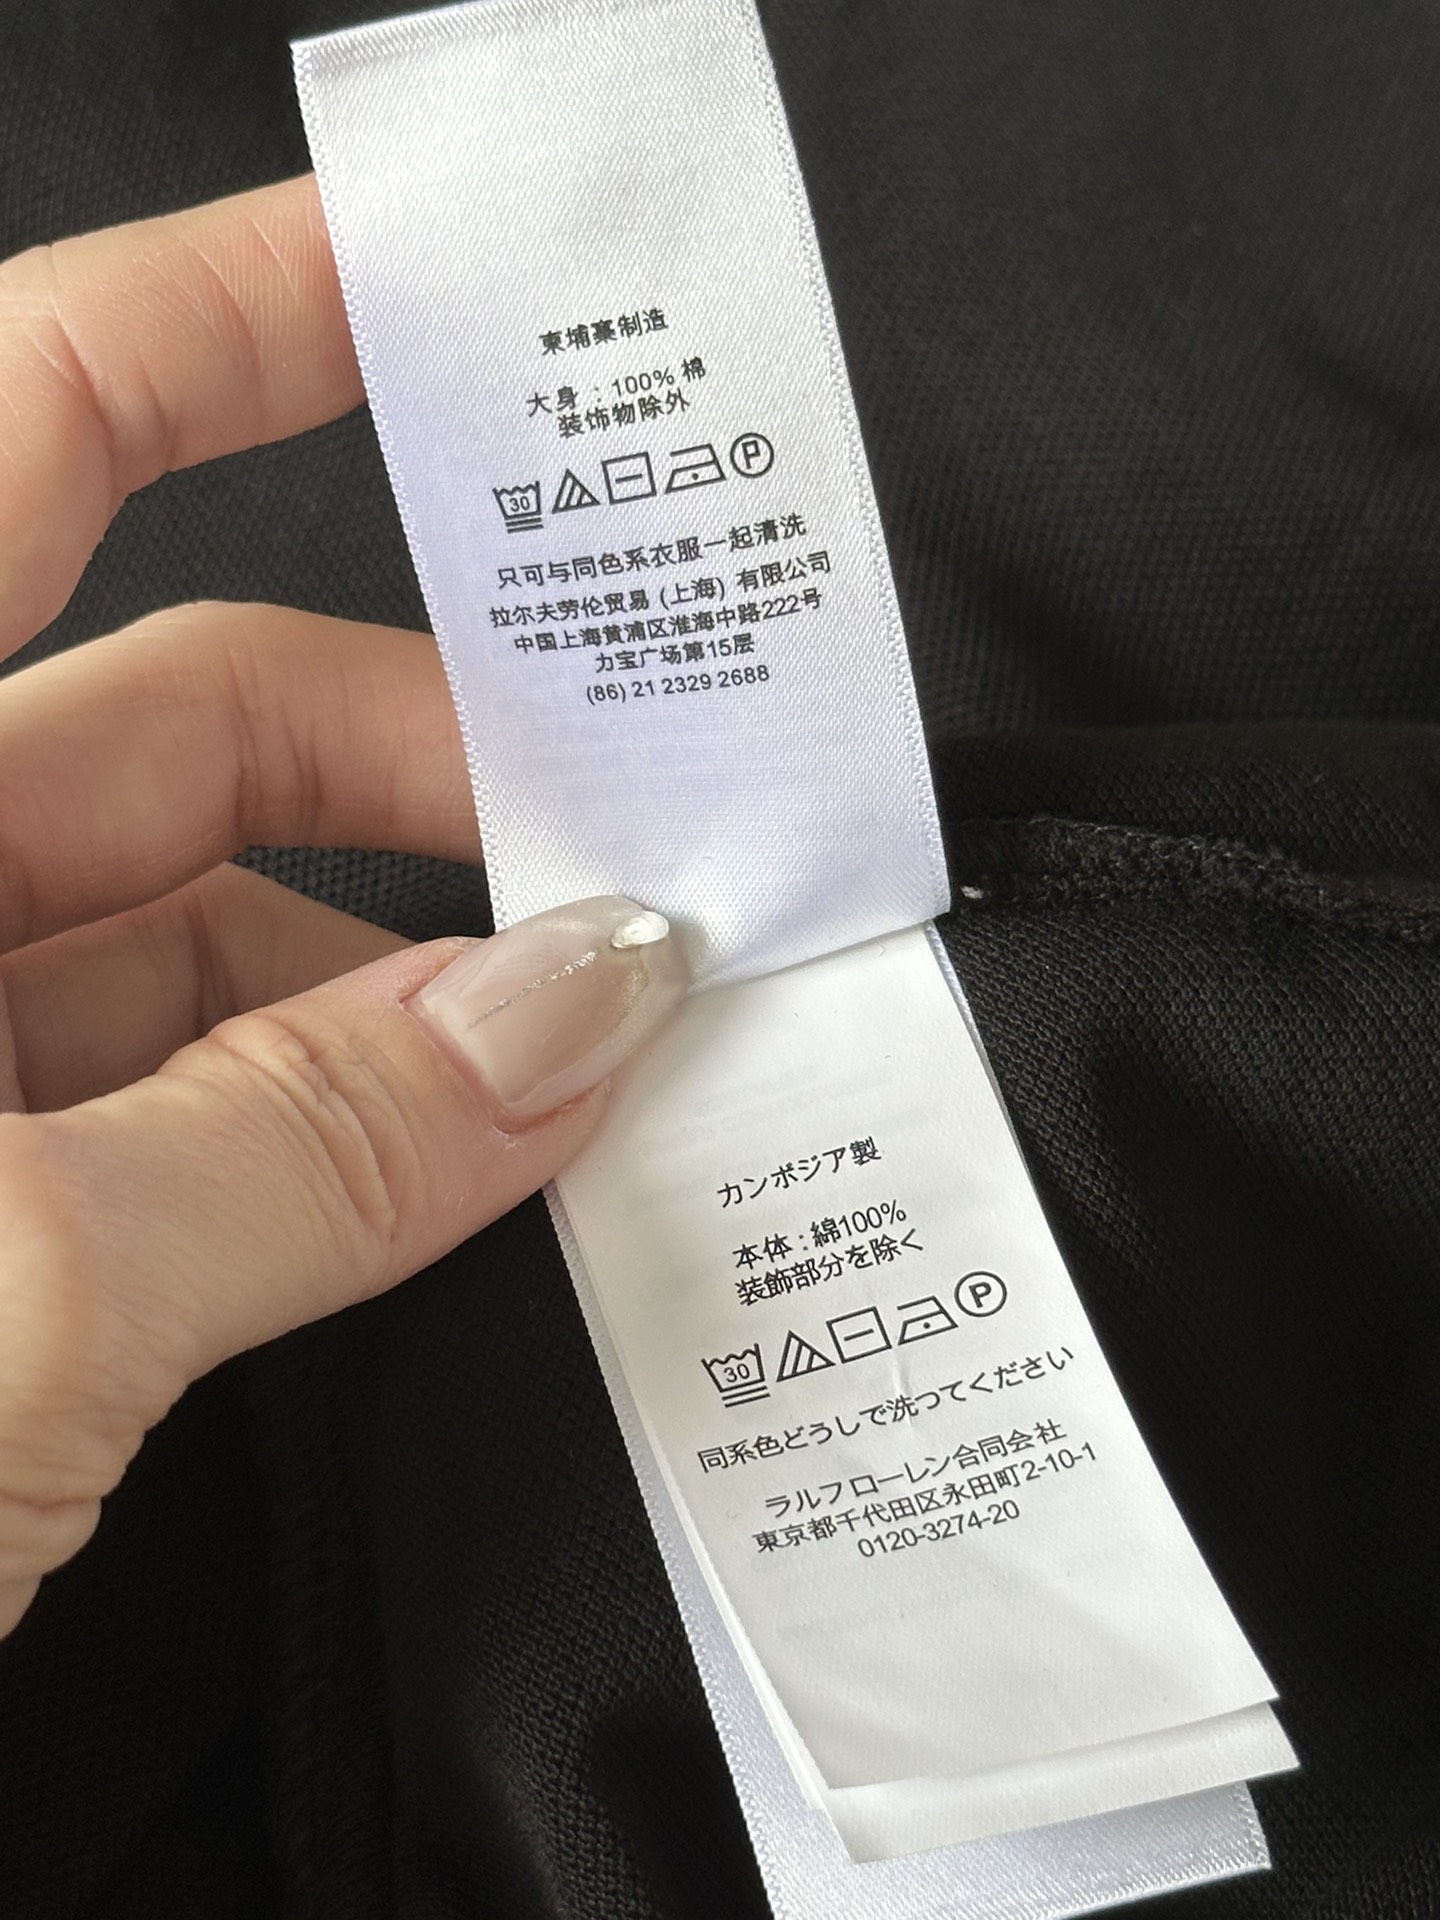 柬埔寨制造
大身 : 100% 棉
装饰物除外
30
P
只可与同色系衣服一起清洗
拉尔夫劳伦贸易 (上海) 有限公司
中国上海黄浦区淮海中路222号
力宝广场第15层
(86) 21 2329 2688
カンボジア製
本体 : 綿100%
装飾部分を除く
30
P
同系色どうしで洗ってください
ラルフ ローレン合同会社
東京都千代田区永田町2-10-1
0120-3274-20